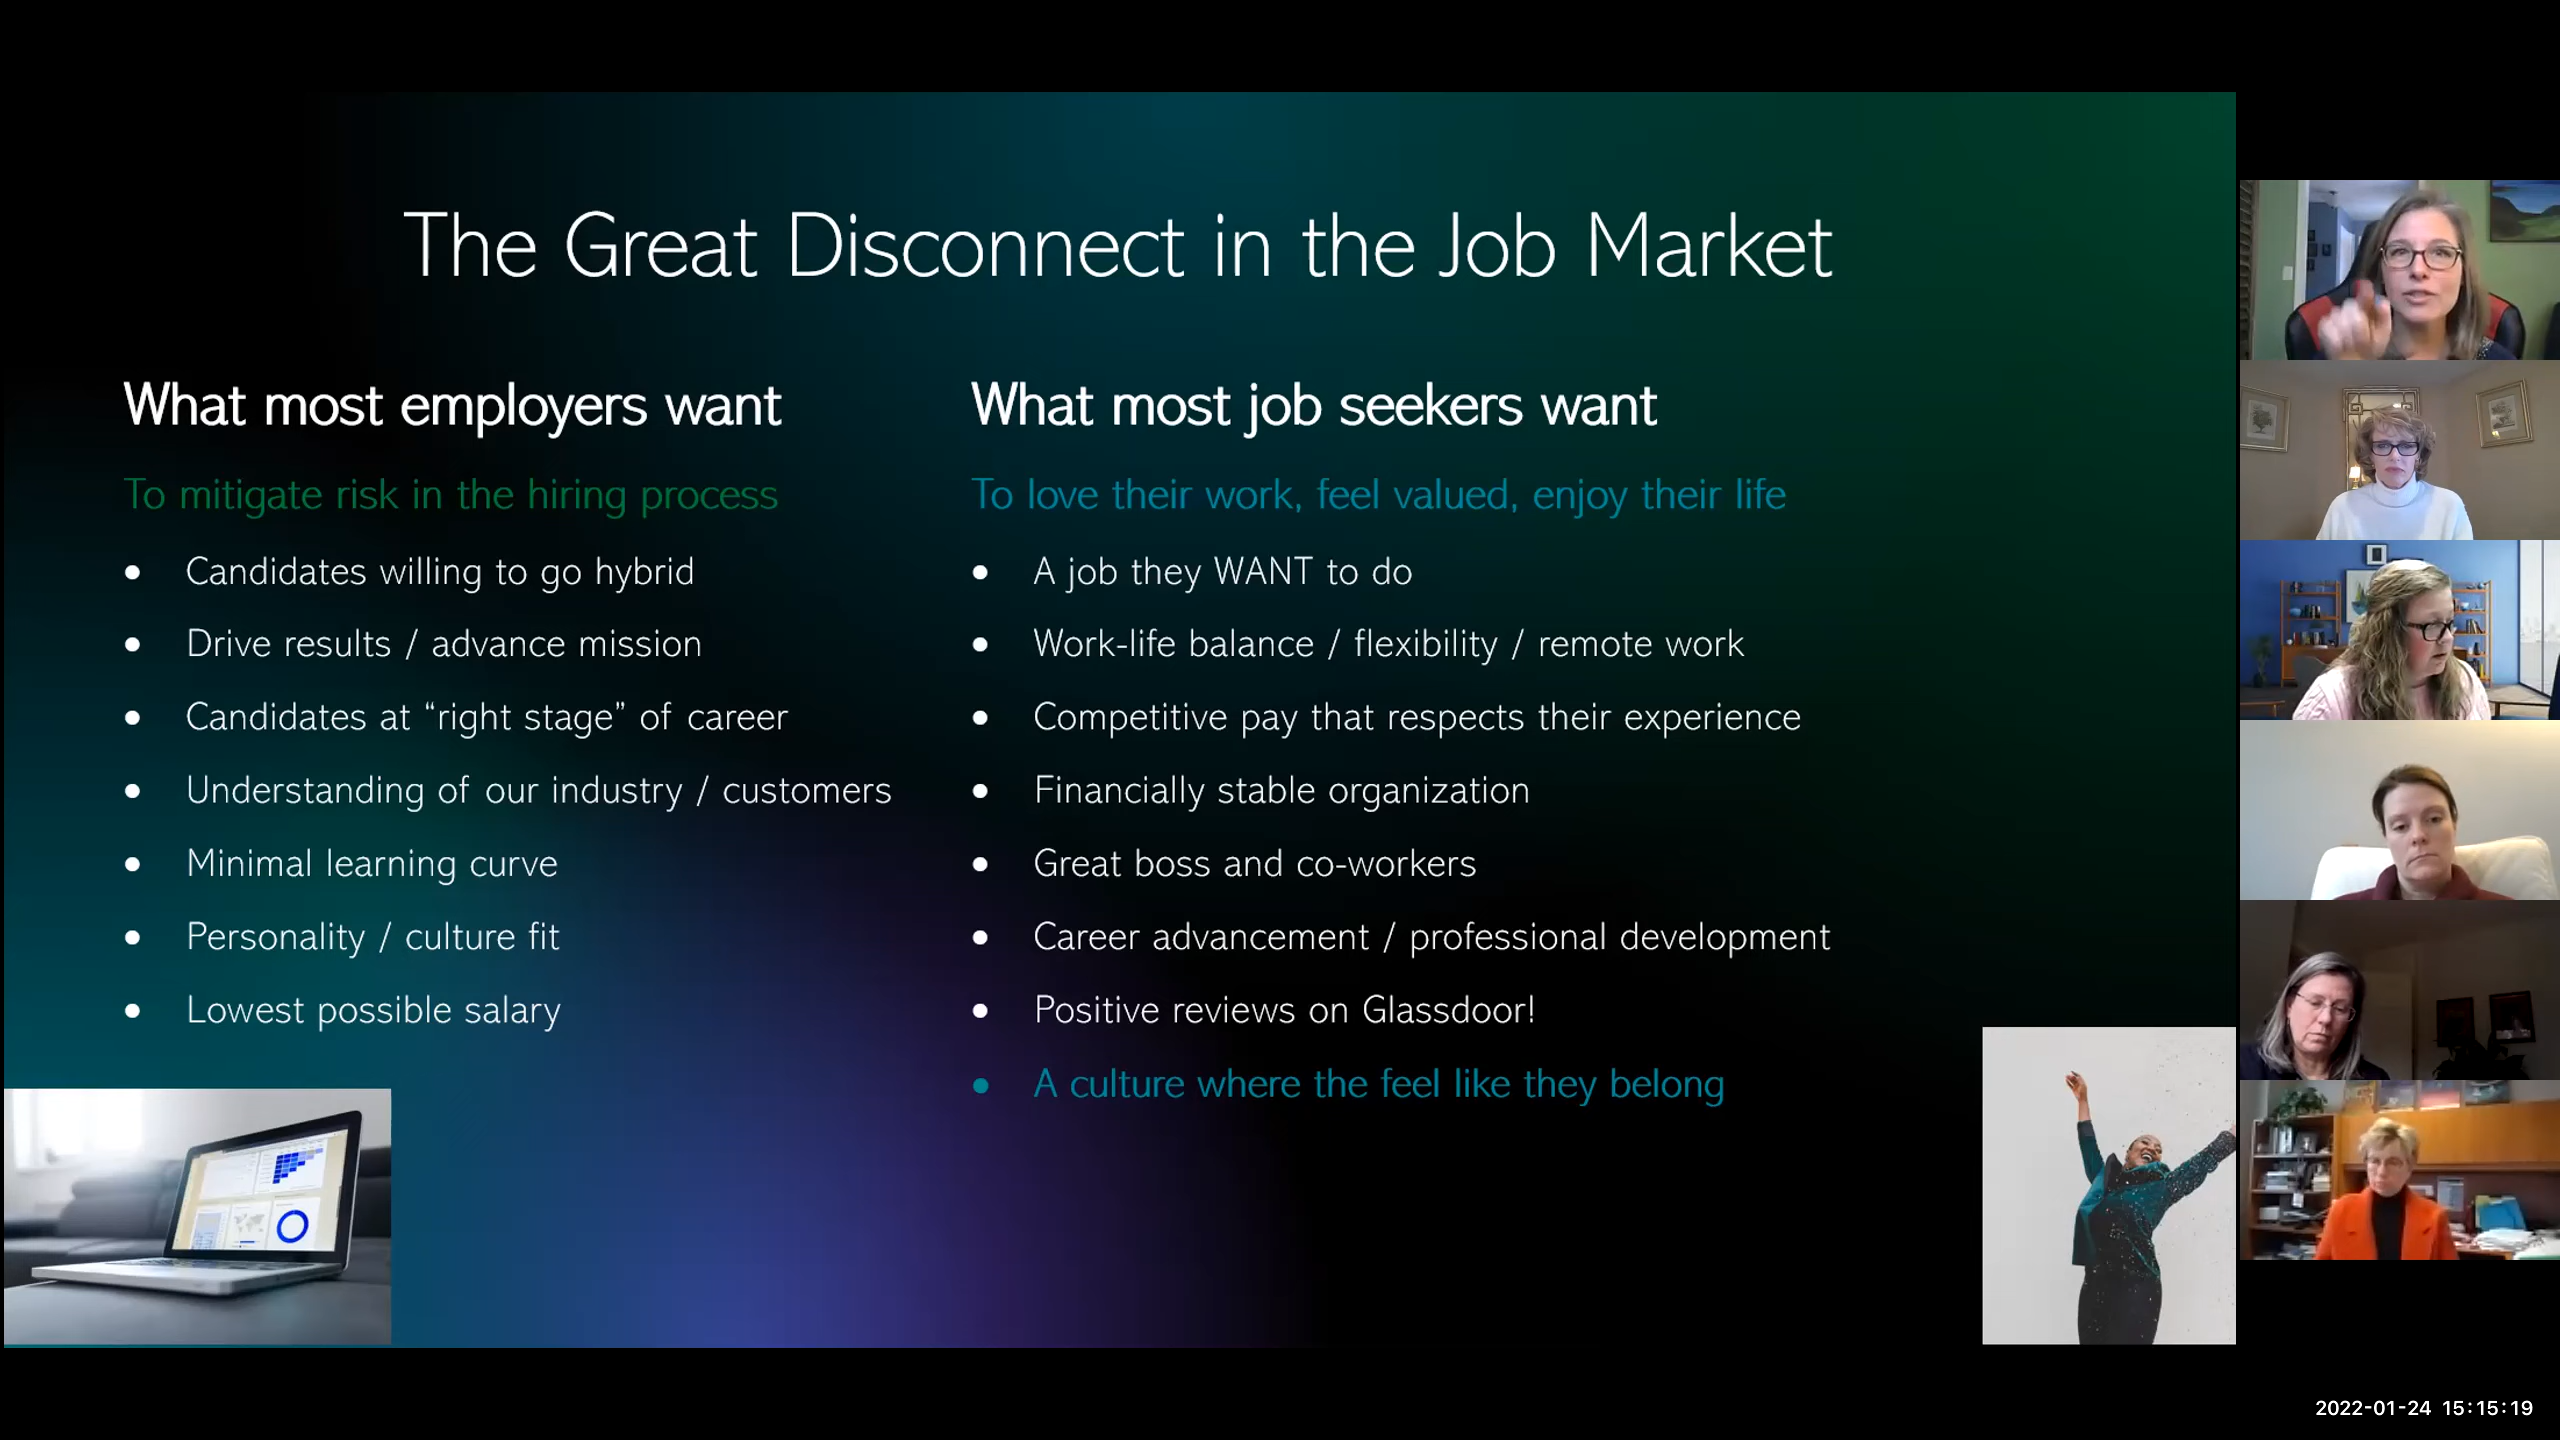 The Great Disconnect in the Job Market
What most employers want
To mitigate risk in the hiring process
• Candidates willing to go hybrid
• Drive results / advance mission
• Candidates at “right stage” of career
• Understanding of our industry / customers
• Minimal learning curve
• Personality / culture fit
• Lowest possible salary
What most job seekers want
To love their work, feel valued, enjoy their life
• A job they WANT to do
• Work-life balance / flexibility / remote work
• Competitive pay that respects their experience
• Financially stable organization
• Great boss and co-workers
• Career advancement / professional development
• Positive reviews on Glassdoor!
• A culture where the feel like they belong
2022-01-24 15:15:19